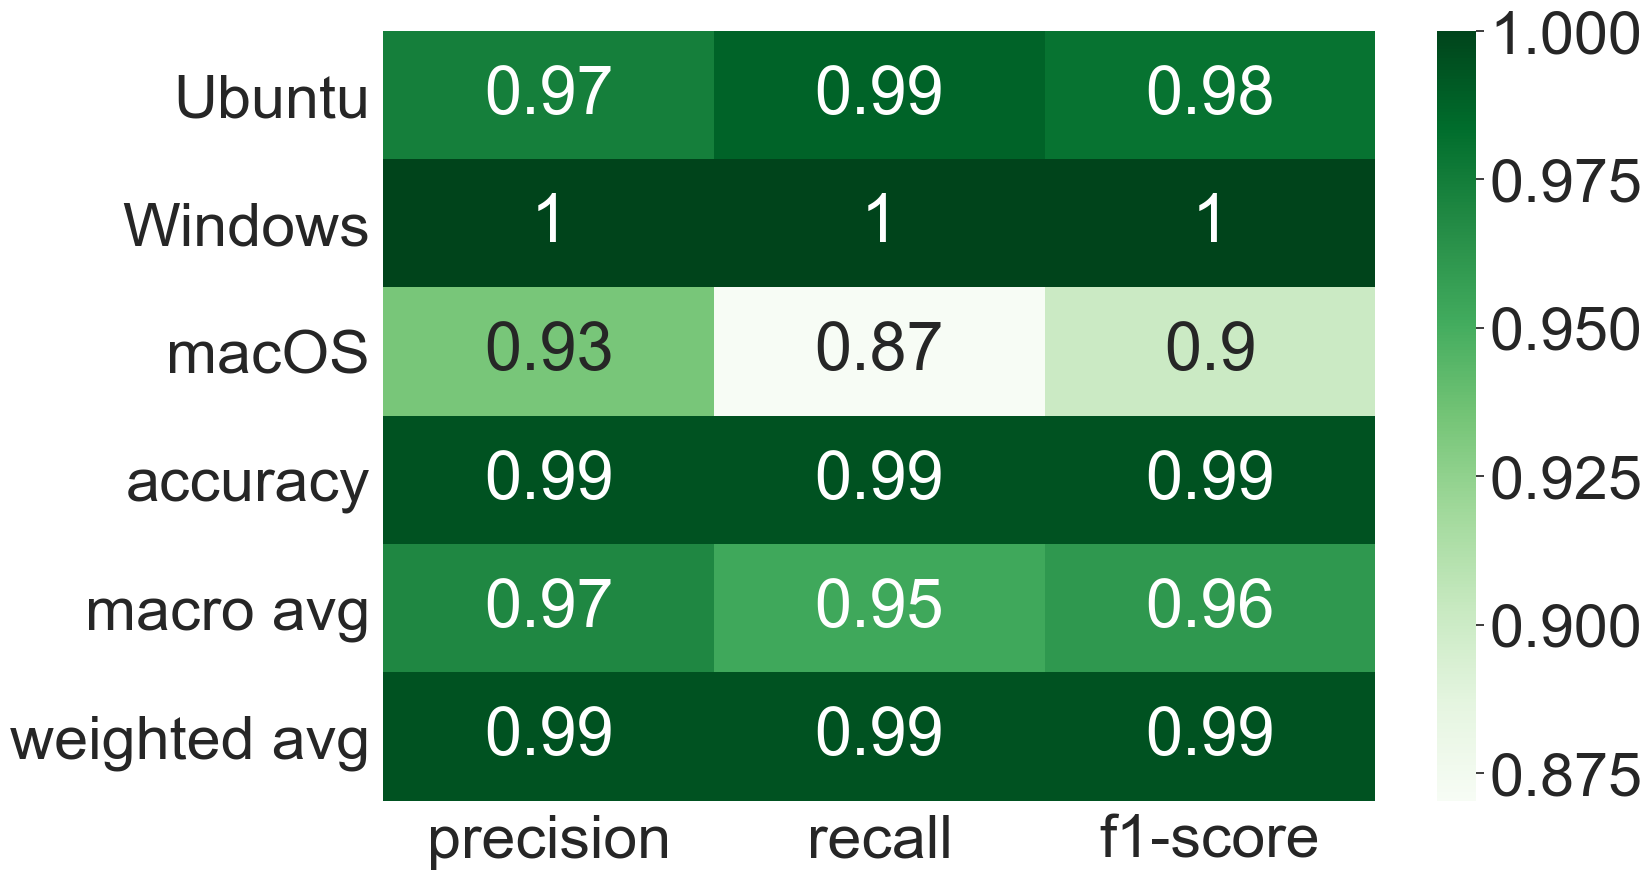 Ubuntu 0.97 0.99 0.98
Windows 1 1 1
macOS 0.93 0.87 0.9
accuracy 0.99 0.99 0.99
macro avg 0.97 0.95 0.96
weighted avg 0.99 0.99 0.99
precision recall f1-score
1.000
0.975
0.950
0.925
0.900
0.875